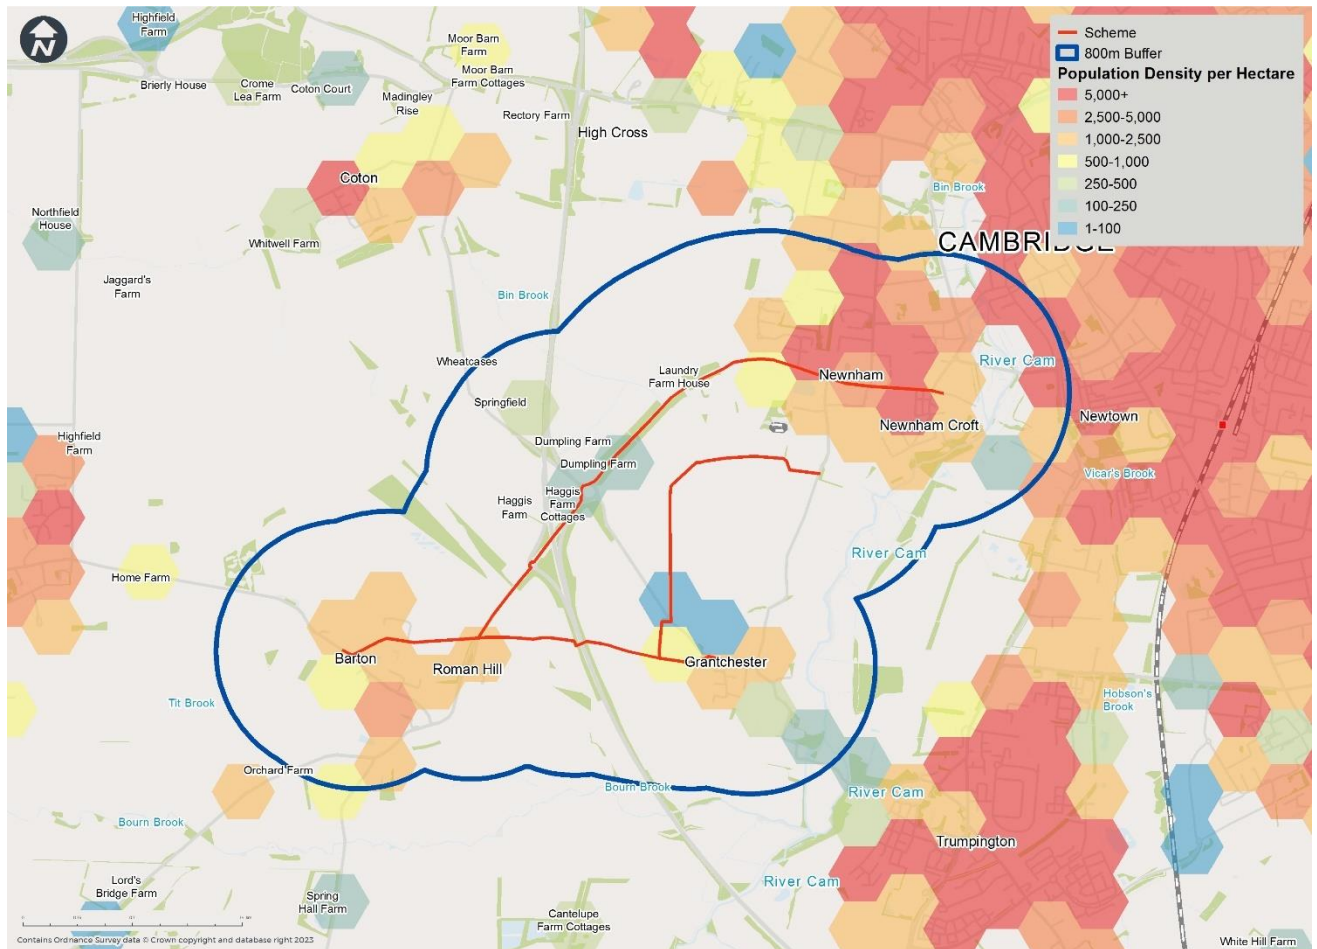 Highfield
Farm
N
Moor Barn
Farm
Scheme
800m Buffer
Population Density per Hectare
5,000+
2,500-5,000
1,000-2,500
500-1,000
250-500
100-250
1-100
Brierly House
Crome
Lea Farm
Coton Court
Moor Barn
Farm Cottages
Madingley
Rise
Rectory Farm
High Cross
Coton
Bin Brook
Northfield
House
Whitwell Farm
CAMBRIDGE
Jaggard's
Farm
Bin Brook
Wheatcases
River Cam
Laundry
Farm House
Newnham
Springfield
Newtown
Newnham Croft
Highfield
Farm
Dumpling Farm
Dumpling Farm
Vicar's Brook
Haggis
Farm
Haggis
Farm
Cottages
River Cam
Home Farm
Barton
Roman Hill
Grantchester
Tit Brook
Hobson's
Brook
Orchard Farm
Bourn Brook
River Cam
Bourn Brook
Trumpington
Lord's
Bridge Farm
River Cam
Spring
Hall Farm
Cantelupe
Farm Cottages
Contains Ordnance Survey data © Crown copyright and database right 2023
White Hill Farm